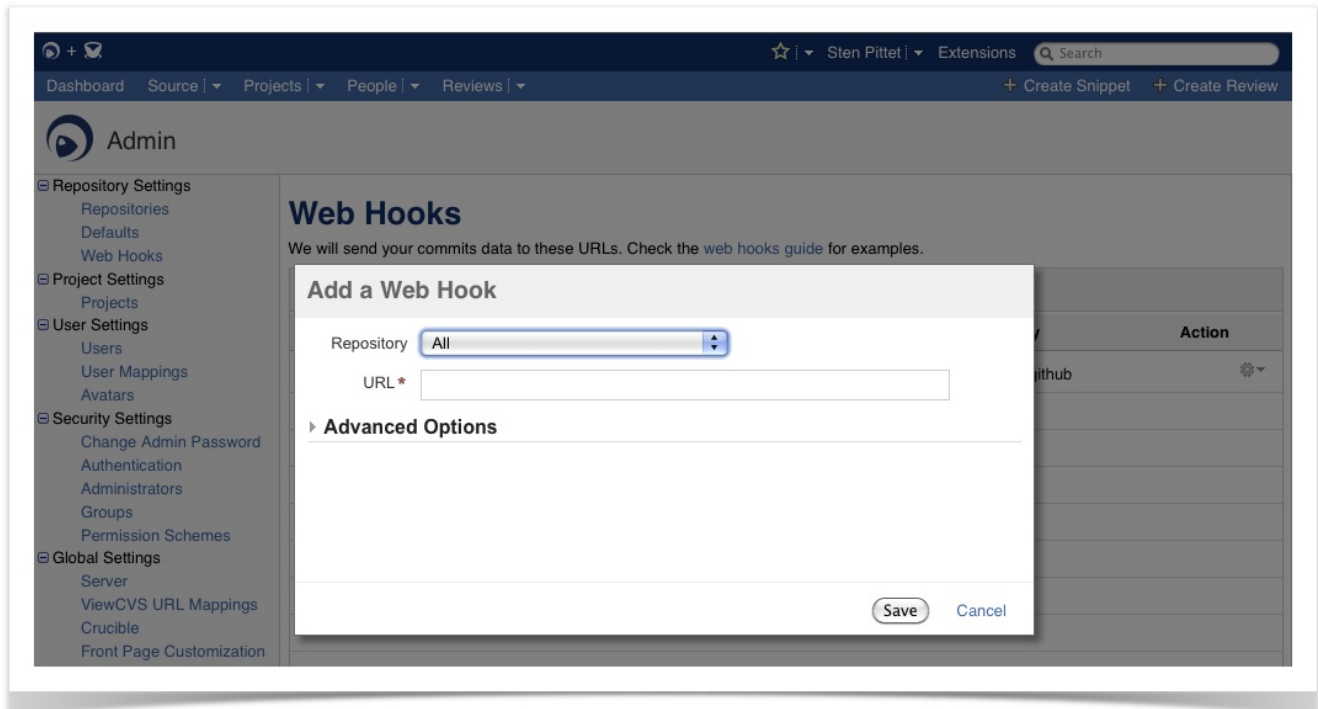 +
Sten Pittet
Extensions
Search
Dashboard
Source
Projects
People
Reviews
+ Create Snippet
+ Create Review
Admin
Repository Settings
Repositories
Defaults
Web Hooks
Project Settings
Projects
User Settings
Users
User Mappings
Avatars
Security Settings
Change Admin Password
Authentication
Administrators
Groups
Permission Schemes
Global Settings
Server
ViewCVS URL Mappings
Crucible
Front Page Customization
Web Hooks
We will send your commits data to these URLs. Check the web hooks guide for examples.
Add a Web Hook
Repository All
URL*
Advanced Options
Save
Cancel
y
Action
github